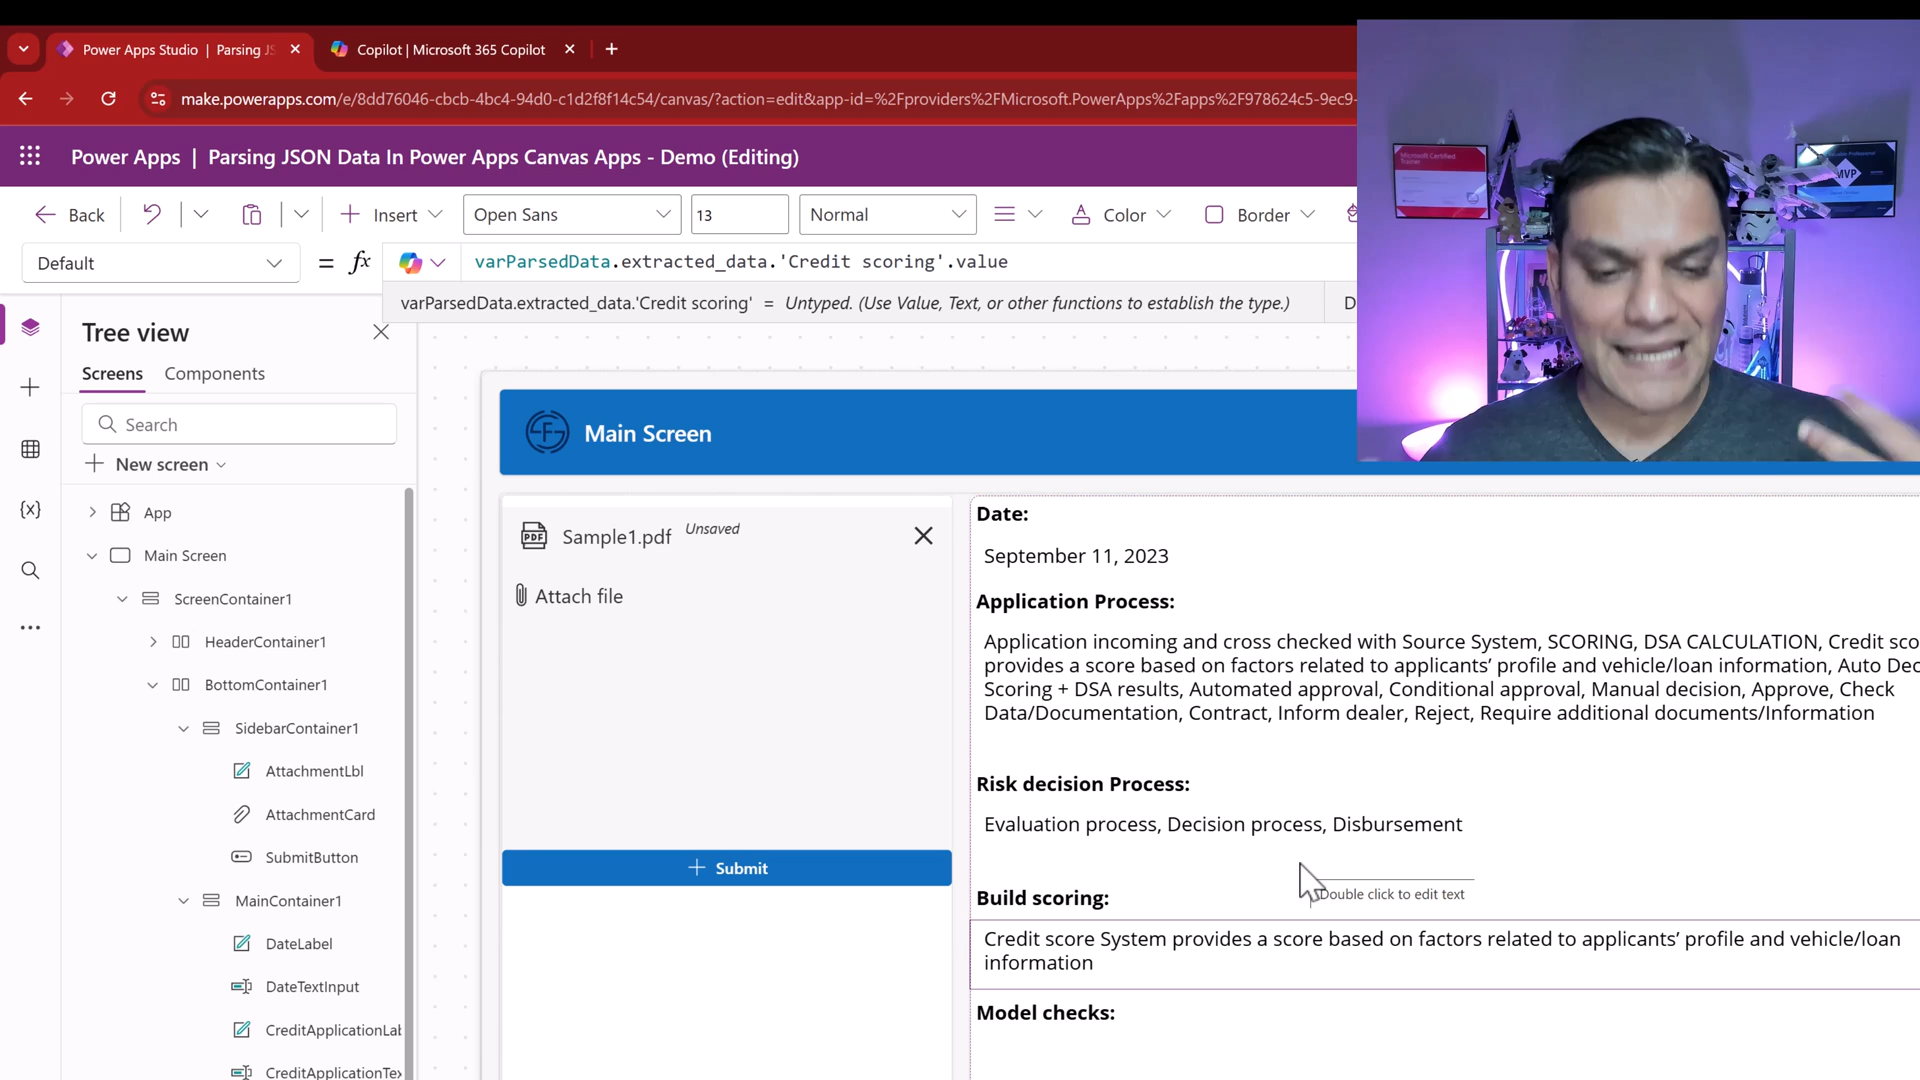 Power Apps Studio | Parsing JS
Copilot | Microsoft 365 Copilot
make.powerapps.com/e/8dd76046-cbcb-4bc4-94d0-c1d2f8f14c54/canvas/?action=edit&app-id=%2Fproviders%2FMicrosoft.PowerApps%2Fapps%2F978624c5-9ec9-
Power Apps | Parsing JSON Data In Power Apps Canvas Apps - Demo (Editing)
Microsoft Certified
Trainer
MVP
Back
Insert
Open Sans
13
Normal
Color
Border
Default
= fx
varParsedData.extracted_data.'Credit scoring'.value
varParsedData.extracted_data.'Credit scoring' = Untyped. (Use Value, Text, or other functions to establish the type.)
D
Tree view
Screens
Components
Search
New screen
App
Main Screen
ScreenContainer1
HeaderContainer1
BottomContainer1
SidebarContainer1
AttachmentLbl
AttachmentCard
SubmitButton
MainContainer1
DateLabel
DateTextInput
CreditApplicationLab
CreditApplicationTex
Main Screen
PDF
Sample1.pdf
Unsaved
Attach file
Submit
Date:
September 11, 2023
Application Process:
Application incoming and cross checked with Source System, SCORING, DSA CALCULATION, Credit sco
provides a score based on factors related to applicants’ profile and vehicle/loan information, Auto Dec
Scoring + DSA results, Automated approval, Conditional approval, Manual decision, Approve, Check
Data/Documentation, Contract, Inform dealer, Reject, Require additional documents/Information
Risk decision Process:
Evaluation process, Decision process, Disbursement
Double click to edit text
Build scoring:
Credit score System provides a score based on factors related to applicants’ profile and vehicle/loan
information
Model checks: